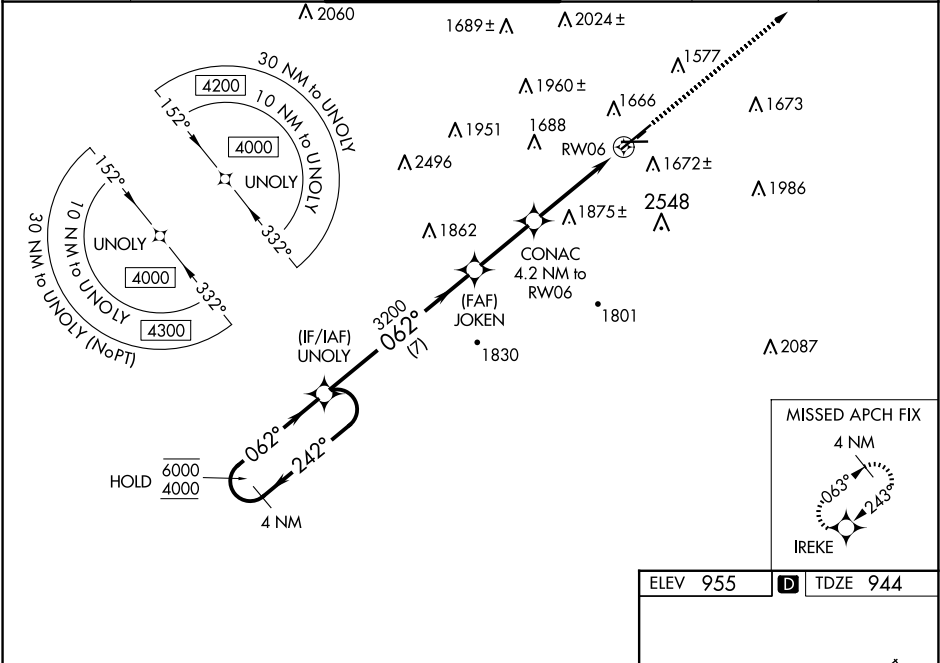 2060
1689±
2024±
1577
30 NM to UNOLY
4200
10 NM to UNOLY
152°
4000
UNOLY
332°
1960±
1666
1673
1951
1688
RW06
2496
1672±
1986
2548
1875±
1862
152°
UNOLY
4000
332°
10 NM to UNOLY
4300
30 NM to UNOLY (NoPT)
CONAC
4.2 NM to
RW06
(FAF)
JOKEN
1801
3200
062°
(7)
1830
(IF/IAF)
UNOLY
2087
062°
242°
HOLD
6000
4000
4 NM
MISSED APCH FIX
4 NM
063°
243°
IREKE
ELEV 955 D TDZE 944